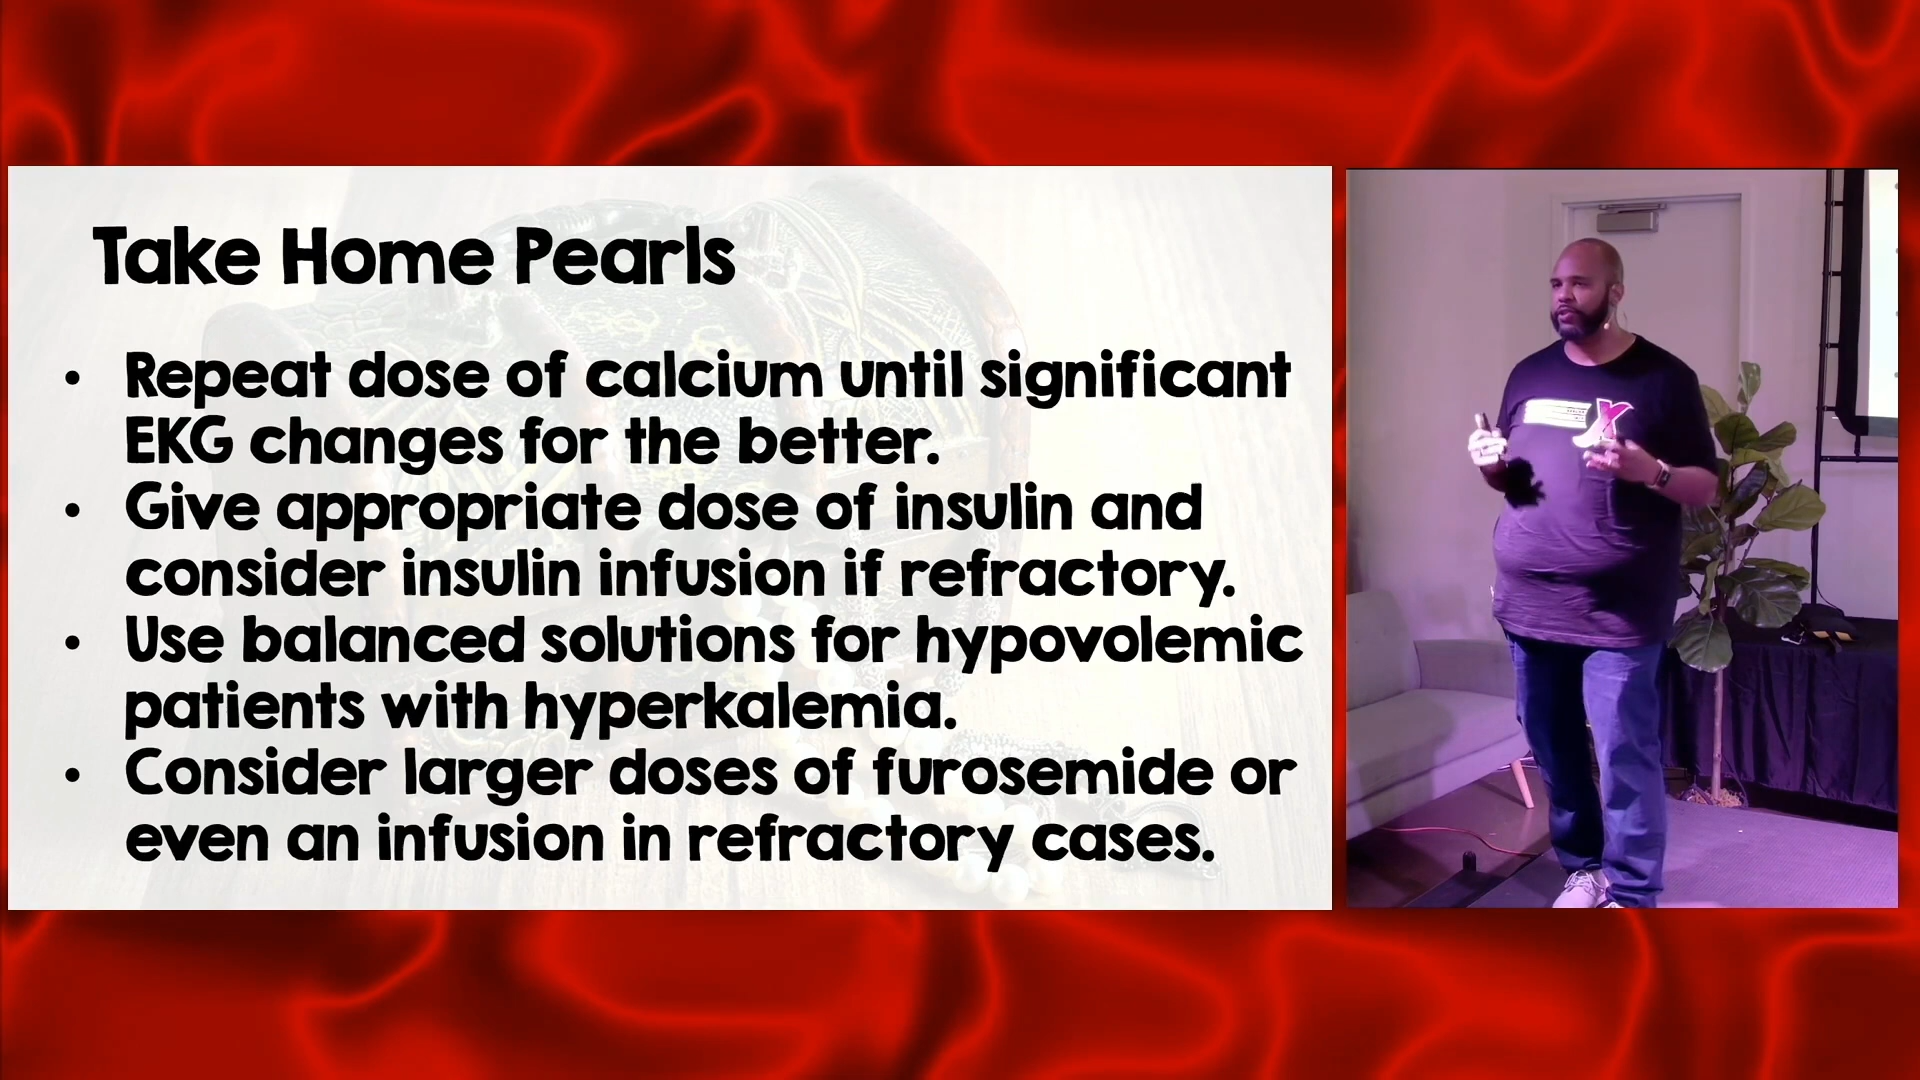 Take Home Pearls
• Repeat dose of calcium until significant
EKG changes for the better.
• Give appropriate dose of insulin and
consider insulin infusion if refractory.
• Use balanced solutions for hypovolemic
patients with hyperkalemia.
• Consider larger doses of furosemide or
even an infusion in refractory cases.
X